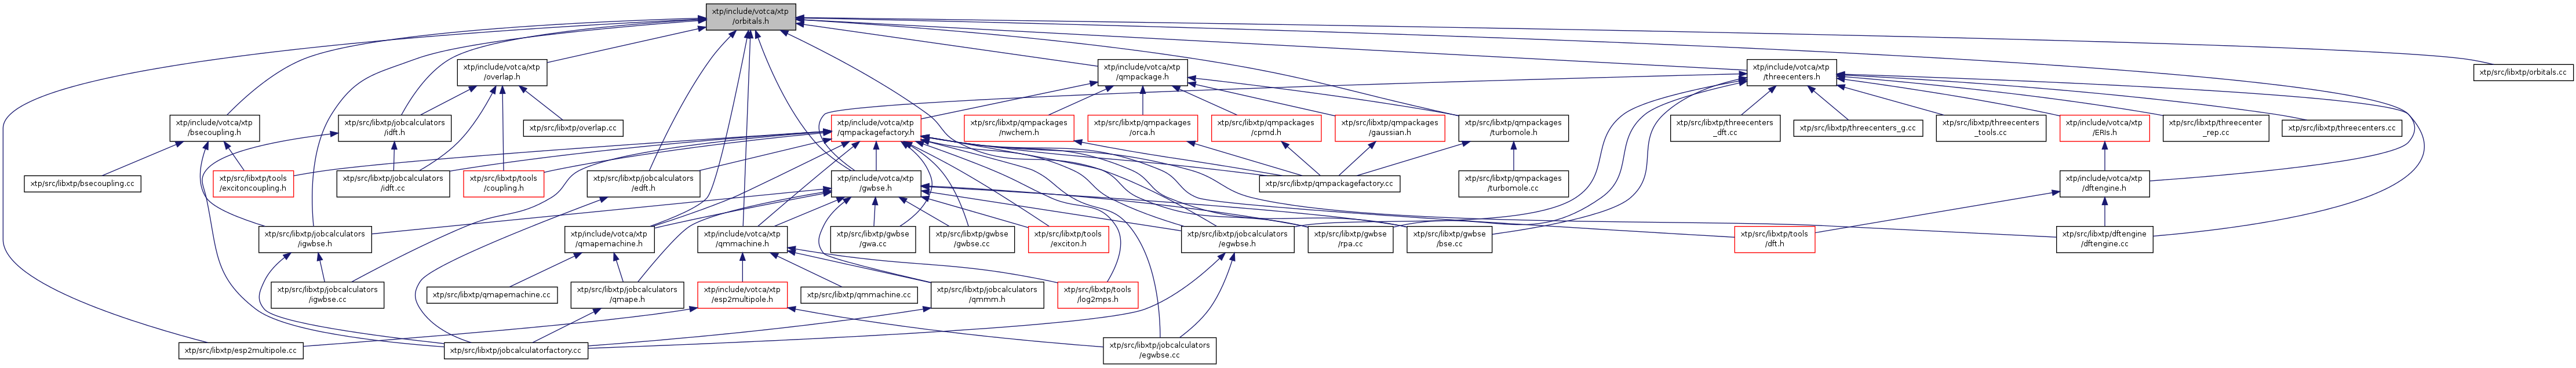 xtp/include/votca/xtp
/orbitals.h
xtp/include/votca/xtp
/overlap.h
xtp/include/votca/xtp
/qmpackage.h
xtp/include/votca/xtp
/threecenters.h
xtp/src/libxtp/orbitals.cc
xtp/include/votca/xtp
/bsecoupling.h
xtp/src/libxtp/jobcalculators
/idft.h
xtp/src/libxtp/overlap.cc
xtp/include/votca/xtp
/qmpackagefactory.h
xtp/src/libxtp/qmpackages
/nwchem.h
xtp/src/libxtp/qmpackages
/orca.h
xtp/src/libxtp/qmpackages
/cpmd.h
xtp/src/libxtp/qmpackages
/gaussian.h
xtp/src/libxtp/qmpackages
/turbomole.h
xtp/src/libxtp/threecenters
_dft.cc
xtp/src/libxtp/threecenters_g.cc
xtp/src/libxtp/threecenters
_tools.cc
xtp/include/votca/xtp
/ERIs.h
xtp/src/libxtp/threecenter
_rep.cc
xtp/src/libxtp/threecenters.cc
xtp/src/libxtp/bsecoupling.cc
xtp/src/libxtp/tools
/excitoncoupling.h
xtp/src/libxtp/jobcalculators
/idft.cc
xtp/src/libxtp/tools
/coupling.h
xtp/src/libxtp/jobcalculators
/edft.h
xtp/include/votca/xtp
/gwbse.h
xtp/src/libxtp/qmpackagefactory.cc
xtp/src/libxtp/qmpackages
/turbomole.cc
xtp/include/votca/xtp
/dftengine.h
xtp/src/libxtp/jobcalculators
/igwbse.h
xtp/include/votca/xtp
/qmapemachine.h
xtp/include/votca/xtp
/qmmachine.h
xtp/src/libxtp/gwbse
/gwa.cc
xtp/src/libxtp/gwbse
/gwbse.cc
xtp/src/libxtp/tools
/exciton.h
xtp/src/libxtp/jobcalculators
/egwbse.h
xtp/src/libxtp/gwbse
/rpa.cc
xtp/src/libxtp/gwbse
/bse.cc
xtp/src/libxtp/tools
/dft.h
xtp/src/libxtp/dftengine
/dftengine.cc
xtp/src/libxtp/jobcalculators
/igwbse.cc
xtp/src/libxtp/qmapemachine.cc
xtp/src/libxtp/jobcalculators
/qmape.h
xtp/include/votca/xtp
/esp2multipole.h
xtp/src/libxtp/qmmachine.cc
xtp/src/libxtp/jobcalculators
/qmmm.h
xtp/src/libxtp/tools
/log2mps.h
xtp/src/libxtp/esp2multipole.cc
xtp/src/libxtp/jobcalculatorfactory.cc
xtp/src/libxtp/jobcalculators
/egwbse.cc